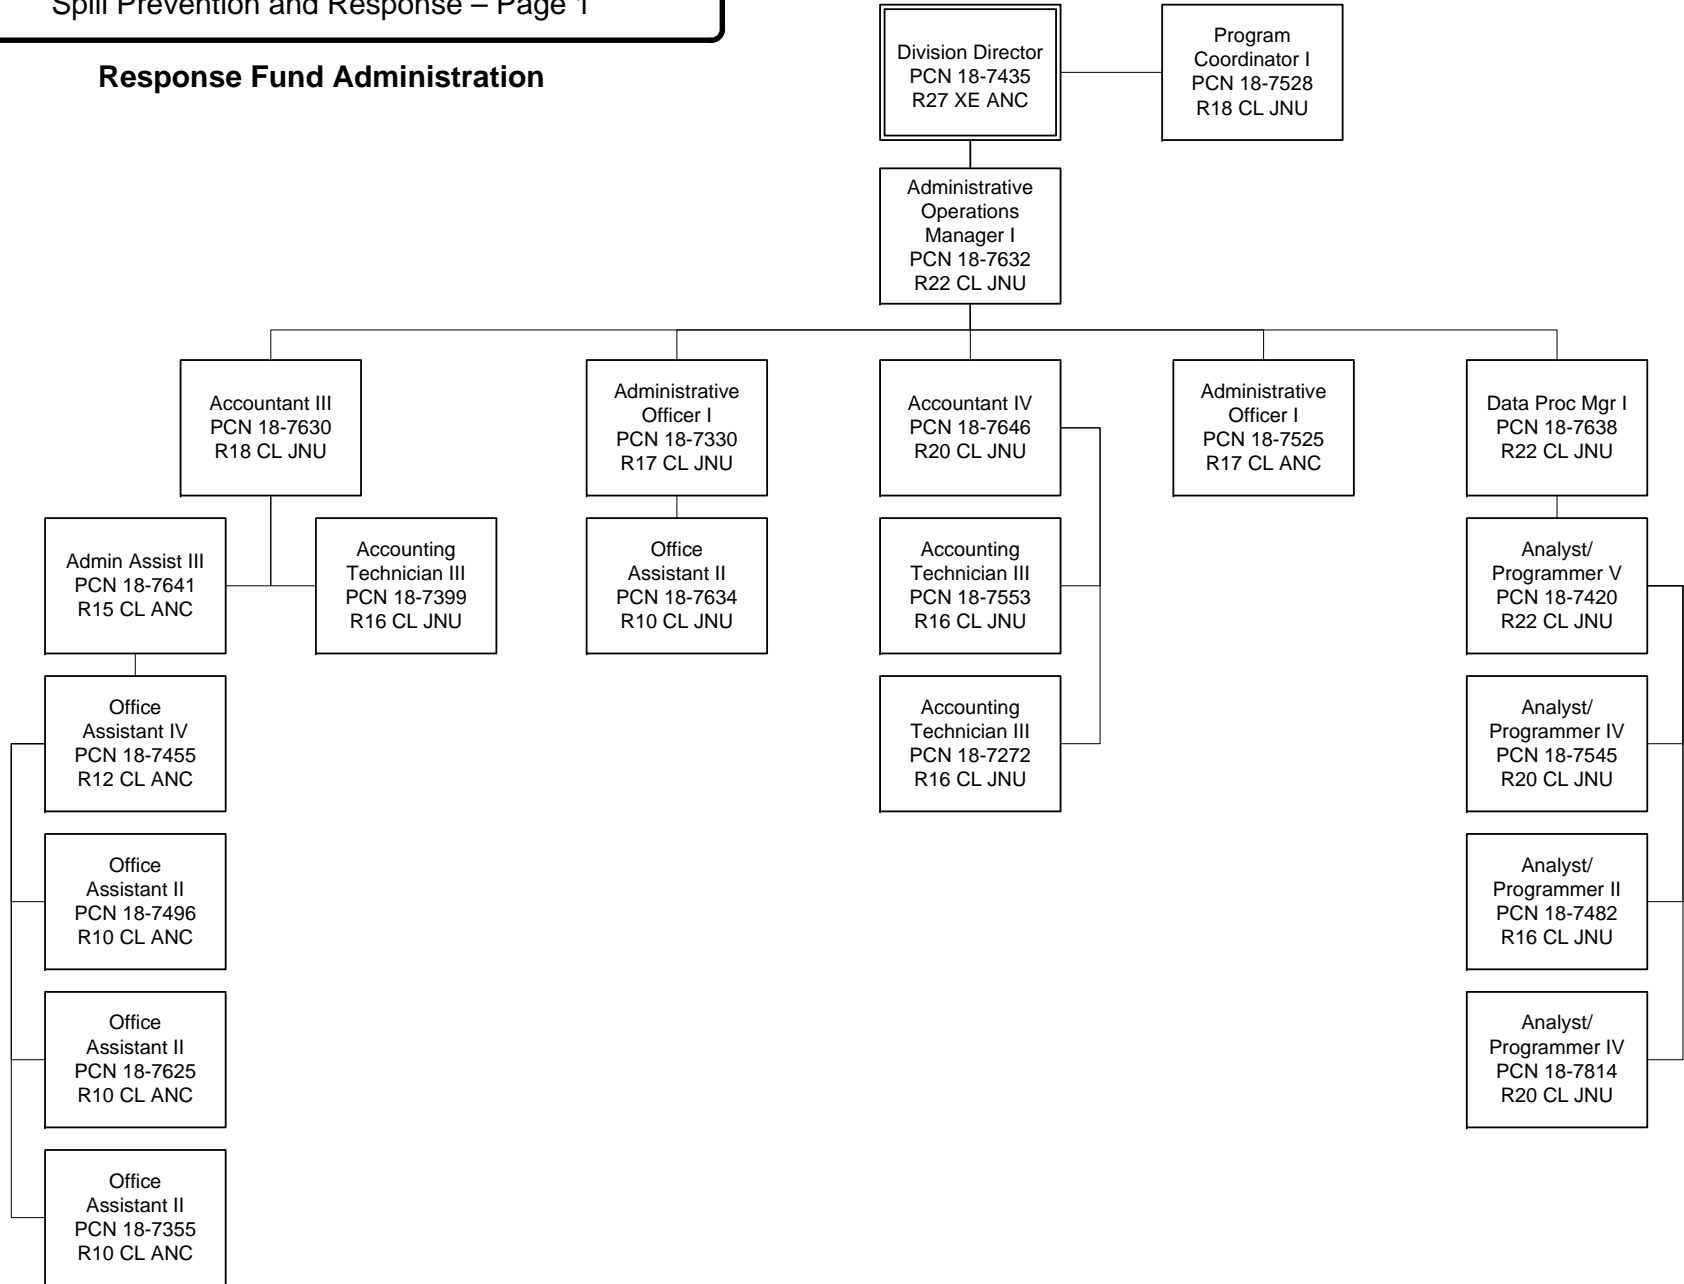 Spill Prevention and Response – Page 1
Response Fund Administration
Division Director
PCN 18-7435
R27 XE ANC
Program
Coordinator I
PCN 18-7528
R18 CL JNU
Administrative
Operations
Manager I
PCN 18-7632
R22 CL JNU
Accountant III
PCN 18-7630
R18 CL JNU
Administrative
Officer I
PCN 18-7330
R17 CL JNU
Accountant IV
PCN 18-7646
R20 CL JNU
Administrative
Officer I
PCN 18-7525
R17 CL ANC
Data Proc Mgr I
PCN 18-7638
R22 CL JNU
Admin Assist III
PCN 18-7641
R15 CL ANC
Accounting
Technician III
PCN 18-7399
R16 CL JNU
Office
Assistant II
PCN 18-7634
R10 CL JNU
Accounting
Technician III
PCN 18-7553
R16 CL JNU
Analyst/
Programmer V
PCN 18-7420
R22 CL JNU
Office
Assistant IV
PCN 18-7455
R12 CL ANC
Accounting
Technician III
PCN 18-7272
R16 CL JNU
Analyst/
Programmer IV
PCN 18-7545
R20 CL JNU
Office
Assistant II
PCN 18-7496
R10 CL ANC
Analyst/
Programmer II
PCN 18-7482
R16 CL JNU
Office
Assistant II
PCN 18-7625
R10 CL ANC
Analyst/
Programmer IV
PCN 18-7814
R20 CL JNU
Office
Assistant II
PCN 18-7355
R10 CL ANC